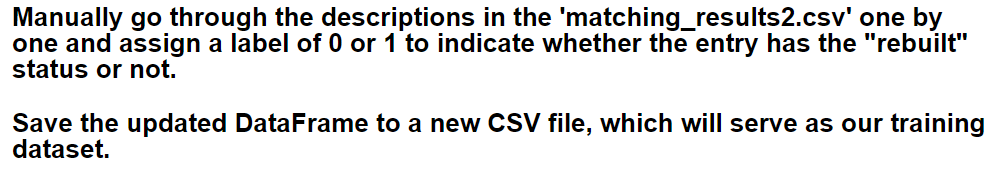 Manually go through the descriptions in the 'matching_results2.csv' one by
one and assign a label of 0 or 1 to indicate whether the entry has the "rebuilt"
status or not.
Save the updated DataFrame to a new CSV file, which will serve as our training
dataset.